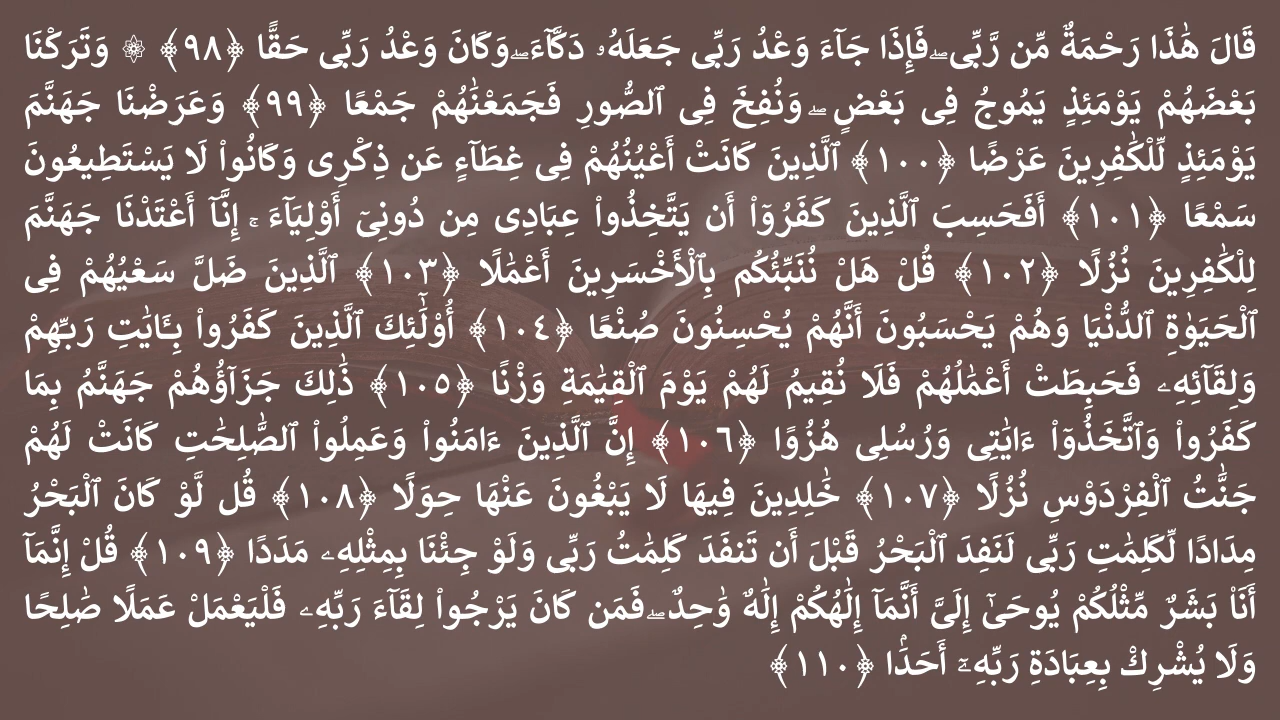 قَالَ هَٰذَا رَحْمَةٌ مِّن رَّبِّى ۖ فَإِذَا جَآءَ وَعْدُ رَبِّى جَعَلَهُۥ دَكَّآءَ ۖ وَكَانَ وَعْدُ رَبِّى حَقًّا ﴿٩٨﴾ ۞ وَتَرَكْنَا
بَعْضَهُمْ يَوْمَئِذٍ يَمُوجُ فِى بَعْضٍ ۖ وَنُفِخَ فِى ٱلصُّورِ فَجَمَعْنَٰهُمْ جَمْعًا ﴿٩٩﴾ وَعَرَضْنَا جَهَنَّمَ
يَوْمَئِذٍ لِّلْكَٰفِرِينَ عَرْضًا ﴿١٠٠﴾ ٱلَّذِينَ كَانَتْ أَعْيُنُهُمْ فِى غِطَآءٍ عَن ذِكْرِى وَكَانُوا۟ لَا يَسْتَطِيعُونَ
سَمْعًا ﴿١٠١﴾ أَفَحَسِبَ ٱلَّذِينَ كَفَرُوٓا۟ أَن يَتَّخِذُوا۟ عِبَادِى مِن دُونِىٓ أَوْلِيَآءَ ۚ إِنَّآ أَعْتَدْنَا جَهَنَّمَ
لِلْكَٰفِرِينَ نُزُلًا ﴿١٠٢﴾ قُلْ هَلْ نُنَبِّئُكُم بِٱلْأَخْسَرِينَ أَعْمَٰلًا ﴿١٠٣﴾ ٱلَّذِينَ ضَلَّ سَعْيُهُمْ فِى
ٱلْحَيَوٰةِ ٱلدُّنْيَا وَهُمْ يَحْسَبُونَ أَنَّهُمْ يُحْسِنُونَ صُنْعًا ﴿١٠٤﴾ أُو۟لَٰٓئِكَ ٱلَّذِينَ كَفَرُوا۟ بِـَٔايَٰتِ رَبِّهِمْ
وَلِقَآئِهِۦ فَحَبِطَتْ أَعْمَٰلُهُمْ فَلَا نُقِيمُ لَهُمْ يَوْمَ ٱلْقِيَٰمَةِ وَزْنًا ﴿١٠٥﴾ ذَٰلِكَ جَزَآؤُهُمْ جَهَنَّمُ بِمَا
كَفَرُوا۟ وَٱتَّخَذُوٓا۟ ءَايَٰتِى وَرُسُلِى هُزُوًا ﴿١٠٦﴾ إِنَّ ٱلَّذِينَ ءَامَنُوا۟ وَعَمِلُوا۟ ٱلصَّٰلِحَٰتِ كَانَتْ لَهُمْ
جَنَّٰتُ ٱلْفِرْدَوْسِ نُزُلًا ﴿١٠٧﴾ خَٰلِدِينَ فِيهَا لَا يَبْغُونَ عَنْهَا حِوَلًا ﴿١٠٨﴾ قُل لَّوْ كَانَ ٱلْبَحْرُ
مِدَادًا لِّكَلِمَٰتِ رَبِّى لَنَفِدَ ٱلْبَحْرُ قَبْلَ أَن تَنفَدَ كَلِمَٰتُ رَبِّى وَلَوْ جِئْنَا بِمِثْلِهِۦ مَدَدًا ﴿١٠٩﴾ قُلْ إِنَّمَآ
أَنَا۠ بَشَرٌ مِّثْلُكُمْ يُوحَىٰٓ إِلَىَّ أَنَّمَآ إِلَٰهُكُمْ إِلَٰهٌ وَٰحِدٌ ۖ فَمَن كَانَ يَرْجُوا۟ لِقَآءَ رَبِّهِۦ فَلْيَعْمَلْ عَمَلًا صَٰلِحًا
وَلَا يُشْرِكْ بِعِبَادَةِ رَبِّهِۦٓ أَحَدًۢا ﴿١١٠﴾